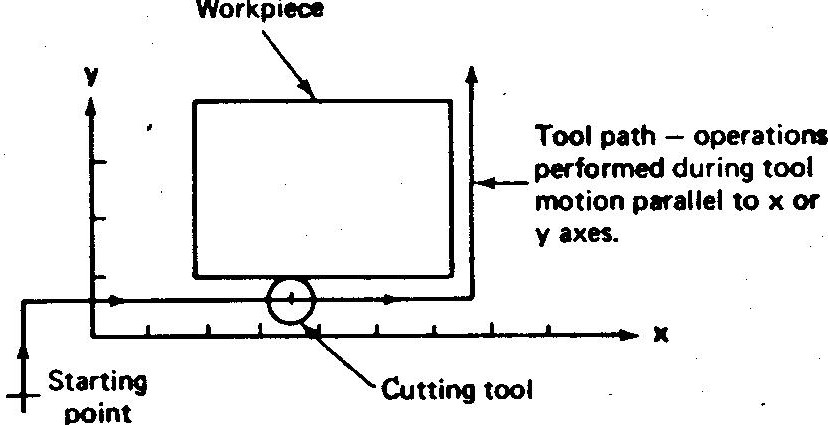 Workpiece
y
Tool path — operations
performed during tool
motion parallel to x or
y axes.
x
Starting
point
Cutting tool